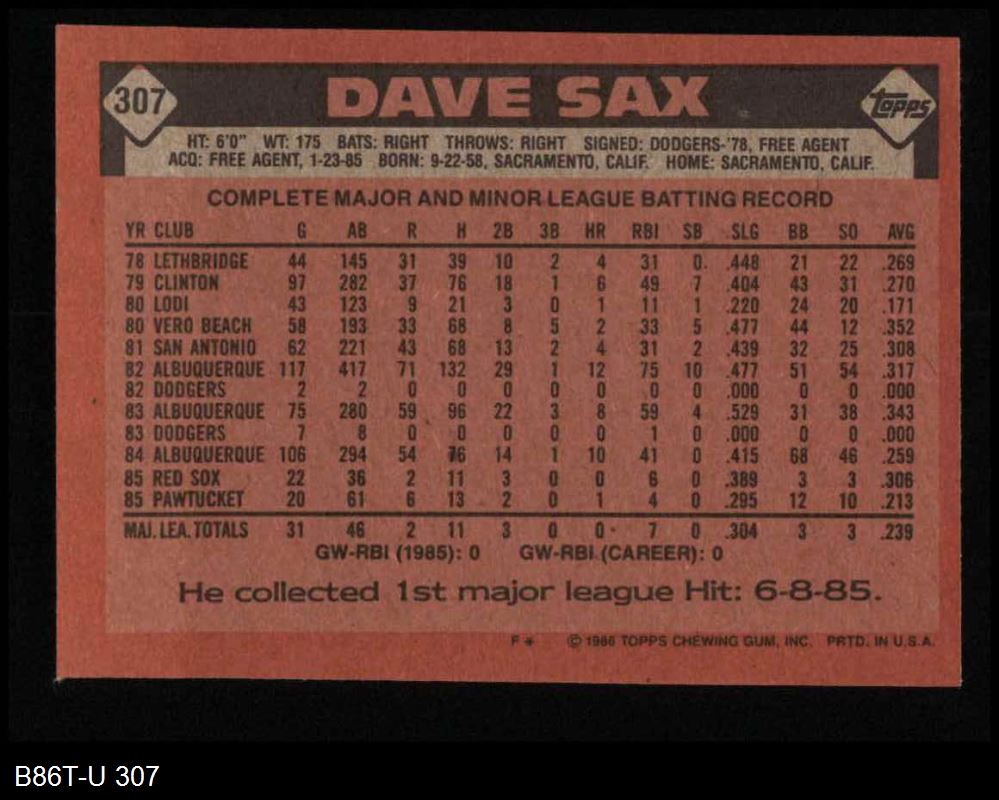 307 DAVE SAX topps
HT: 6'0" WT: 175 BATS: RIGHT THROWS: RIGHT SIGNED: DODGERS-'78, FREE AGENT
ACQ: FREE AGENT, 1-23-85 BORN: 9-22-58, SACRAMENTO, CALIF. HOME: SACRAMENTO, CALIF.
COMPLETE MAJOR AND MINOR LEAGUE BATTING RECORD
YR CLUB G AB R H 2B 3B HR RBI SB SLG BB SO AVG
78 LETHBRIDGE 44 145 31 39 10 2 4 31 0 .448 21 22 .269
79 CLINTON 97 282 37 76 18 1 6 49 7 .404 43 31 .270
80 LODI 43 123 9 21 3 0 1 11 1 .220 24 20 .171
80 VERO BEACH 58 193 33 68 8 5 2 33 5 .477 44 12 .352
81 SAN ANTONIO 62 221 43 68 13 2 4 31 2 .439 32 25 .308
82 ALBUQUERQUE 117 417 71 132 29 1 12 75 10 .477 51 54 .317
82 DODGERS 2 2 0 0 0 0 0 0 0 .000 0 0 .000
83 ALBUQUERQUE 75 280 59 96 22 3 8 59 4 .529 31 38 .343
83 DODGERS 7 8 0 0 0 0 0 1 0 .000 0 0 .000
84 ALBUQUERQUE 106 294 54 76 14 1 10 41 0 .415 68 46 .259
85 RED SOX 22 36 2 11 3 0 0 6 0 .389 3 3 .306
85 PAWTUCKET 20 61 6 13 2 0 1 4 0 .295 12 10 .213
MAJ. LEA. TOTALS 31 46 2 11 3 0 0 7 0 .304 3 3 .239
GW-RBI (1985): 0 GW-RBI (CAREER): 0
He collected 1st major league Hit: 6-8-85.
F * © 1986 TOPPS CHEWING GUM, INC. PRTD. IN U.S.A.
B86T-U 307